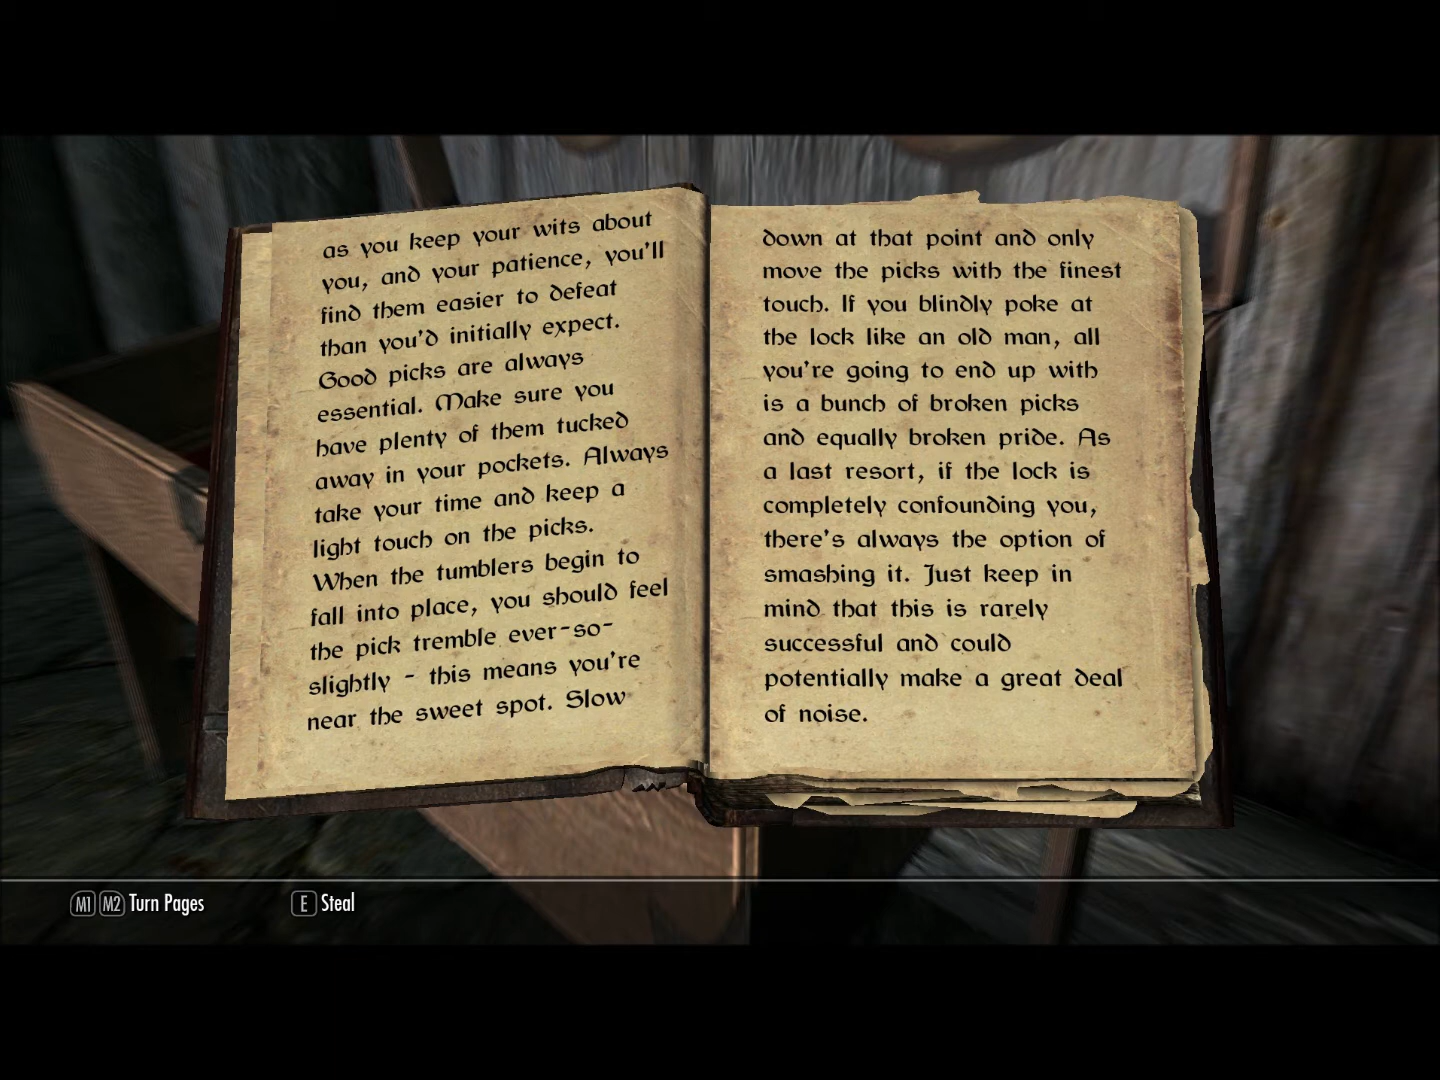 as you keep your wits about
you, and your patience, you'll
find them easier to defeat
than you'd initially expect.
Good picks are always
essential. Make sure you
have plenty of them tucked
away in your pockets. Always
take your time and keep a
light touch on the picks.
When the tumblers begin to
fall into place, you should feel
the pick tremble ever-so-
slightly - this means you're
near the sweet spot. Slow
down at that point and only
move the picks with the finest
touch. If you blindly poke at
the lock like an old man, all
you're going to end up with
is a bunch of broken picks
and equally broken pride. As
a last resort, if the lock is
completely confounding you,
there's always the option of
smashing it. Just keep in
mind that this is rarely
successful and could
potentially make a great deal
of noise.
M1 M2 Turn Pages
E Steal